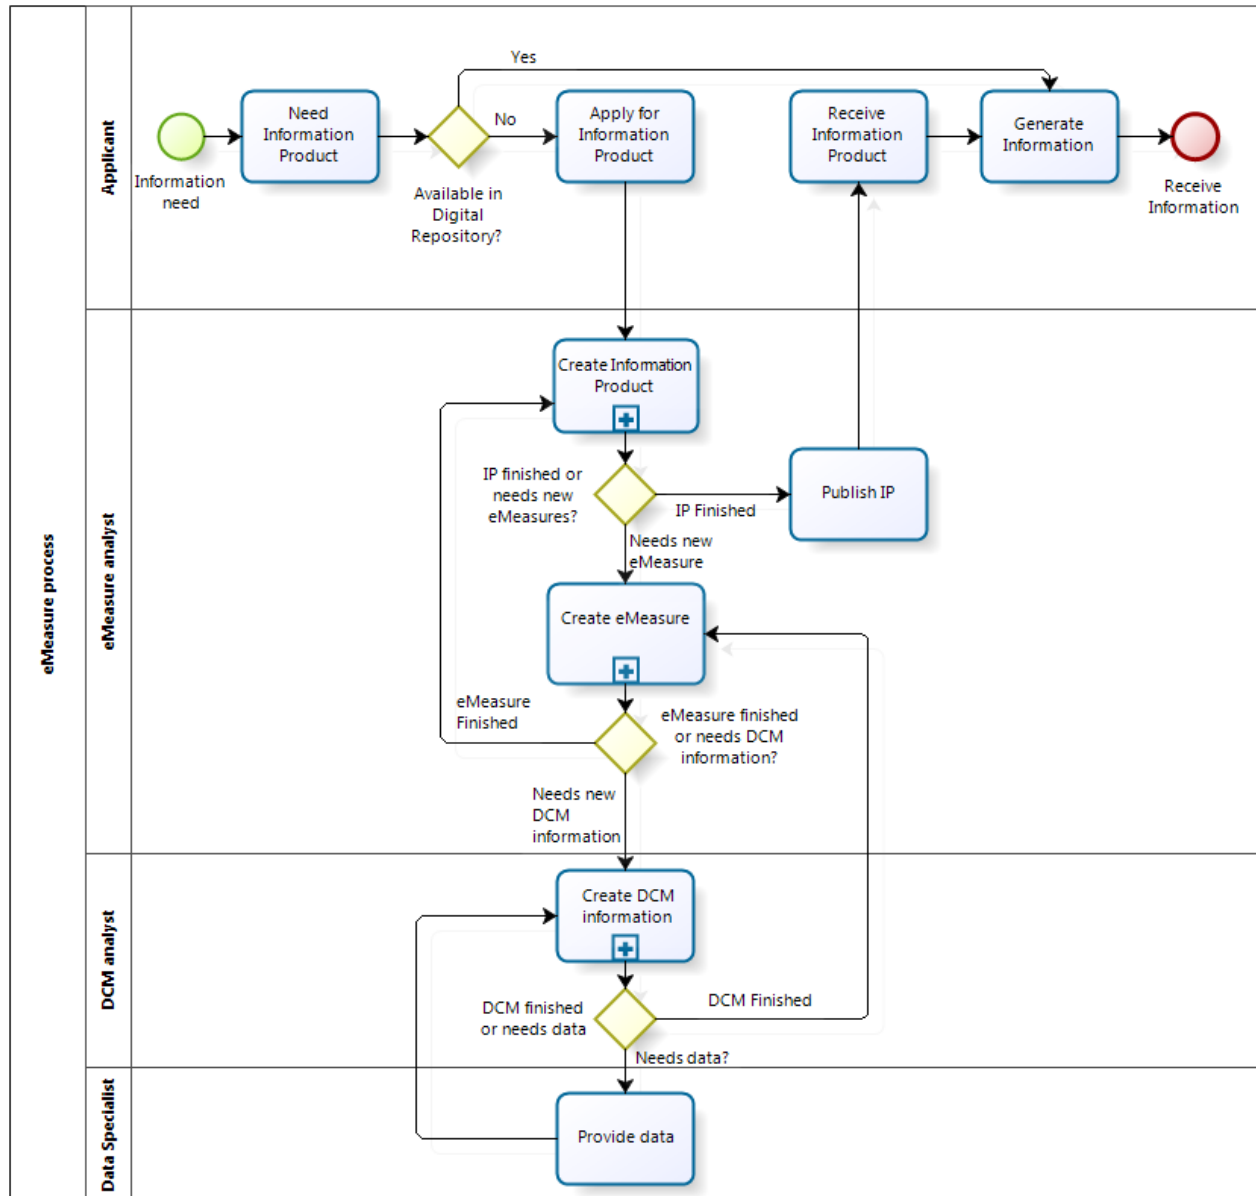 eMeasure process
Applicant
Information
need
Need
Information
Product
Available in
Digital
Repository?
Yes
No
Apply for
Information
Product
Receive
Information
Product
Generate
Information
Receive
Information
eMeasure analyst
Create Information
Product
IP finished or
needs new
eMeasures?
IP Finished
Publish IP
Needs new
eMeasure
Create eMeasure
eMeasure
Finished
eMeasure finished
or needs DCM
information?
Needs new
DCM
information
DCM analyst
Create DCM
information
DCM finished
or needs data
DCM Finished
Needs data?
Data Specialist
Provide data